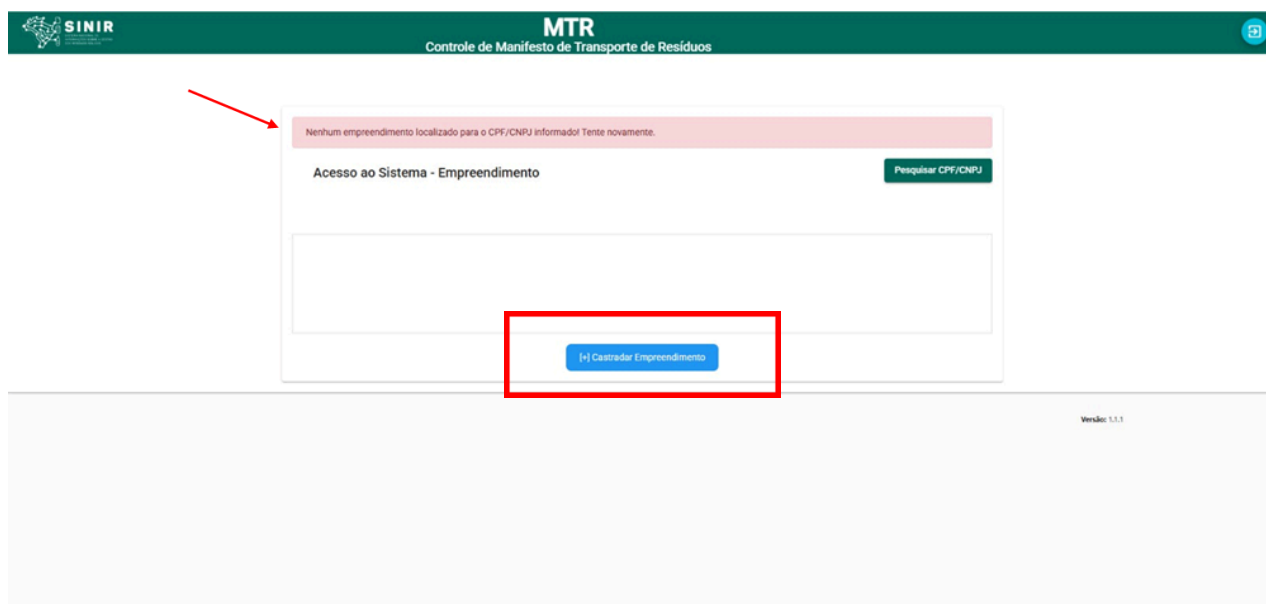 SINIR
MTR
Controle de Manifesto de Transporte de Resíduos
Nenhum empreendimento localizado para o CPF/CNPJ informado! Tente novamente.
Acesso ao Sistema - Empreendimento
Pesquisar CPF/CNPJ
[+] Castradar Empreendimento
Versão: 1.1.1